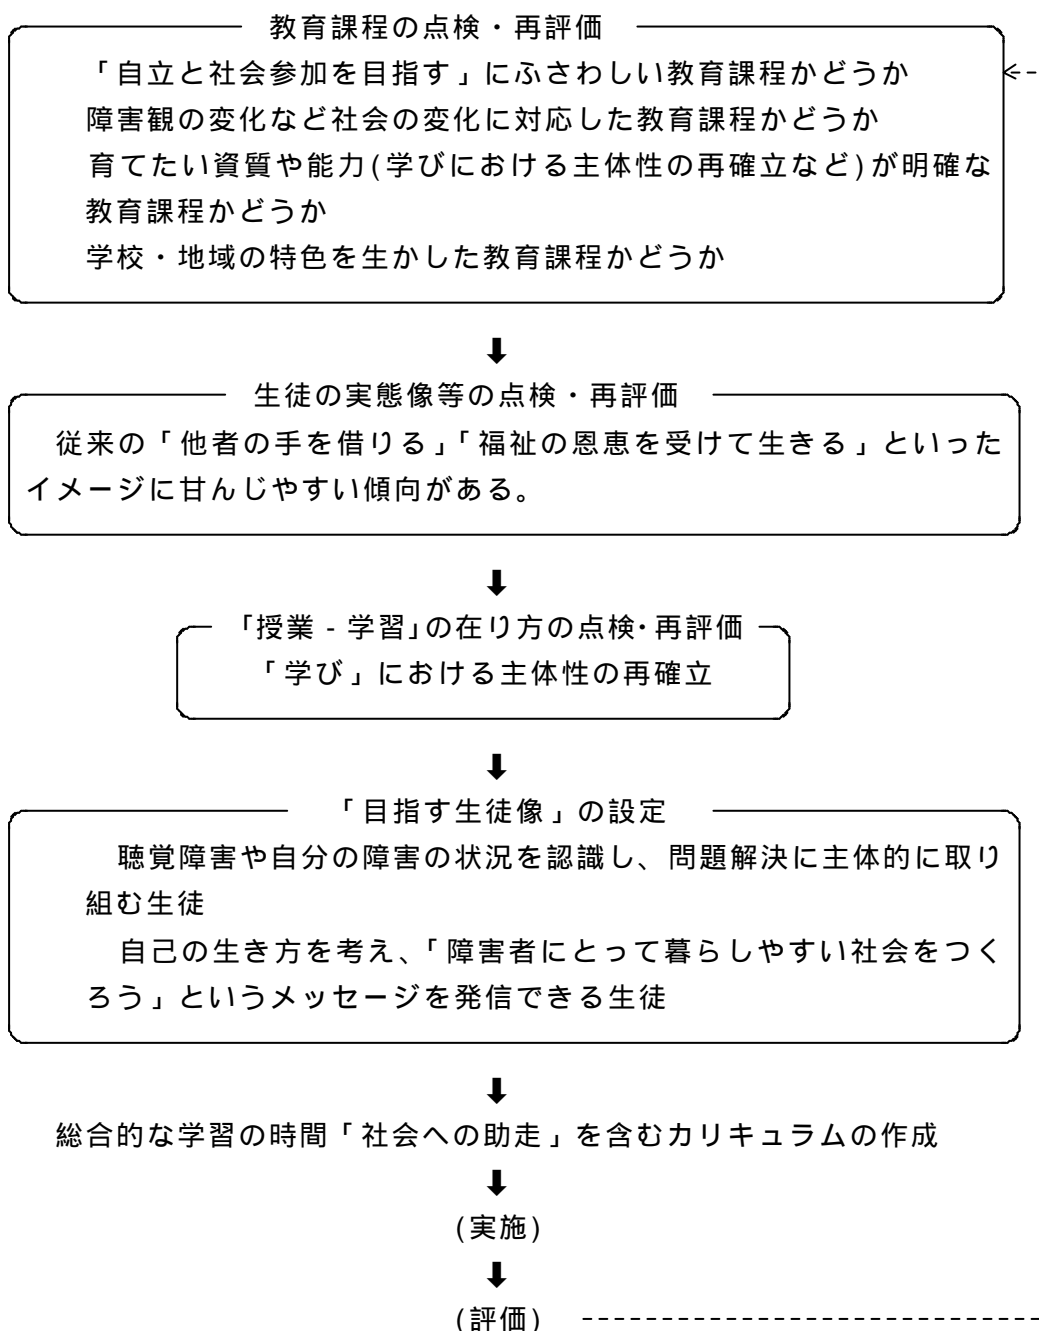 教育課程の点検・再評価
「自立と社会参加を目指す」にふさわしい教育課程かどうか
障害観の変化など社会の変化に対応した教育課程かどうか
育てたい資質や能力(学びにおける主体性の再確立など)が明確な
教育課程かどうか
学校・地域の特色を生かした教育課程かどうか
生徒の実態像等の点検・再評価
従来の「他者の手を借りる」「福祉の恩恵を受けて生きる」といった
イメージに甘んじやすい傾向がある。
「授業-学習」の在り方の点検・再評価
「学び」における主体性の再確立
「目指す生徒像」の設定
聴覚障害や自分の障害の状況を認識し、問題解決に主体的に取り
組む生徒
自己の生き方を考え、「障害者にとって暮らしやすい社会をつく
ろう」というメッセージを発信できる生徒
総合的な学習の時間「社会への助走」を含むカリキュラムの作成
(実施)
(評価)